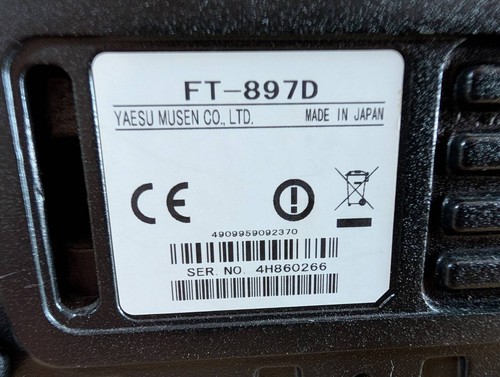 FT-897D
YAESU MUSEN CO., LTD. MADE IN JAPAN
CE
4909959092370
SER. NO. 4H860266